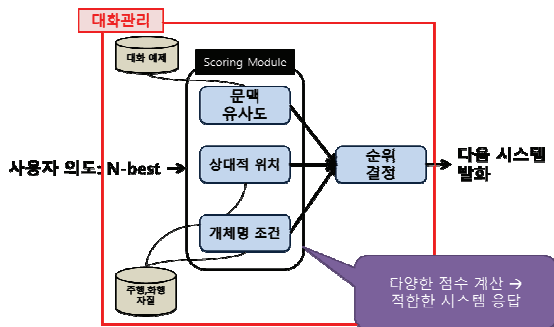 대화관리
대화 예제
Scoring Module
문맥
유사도
사용자 의도: N-best →
상대적 위치
순위
결정
다음 시스템
발화
개체명 조건
주행,화행
자질
다양한 점수 계산 →
적합한 시스템 응답